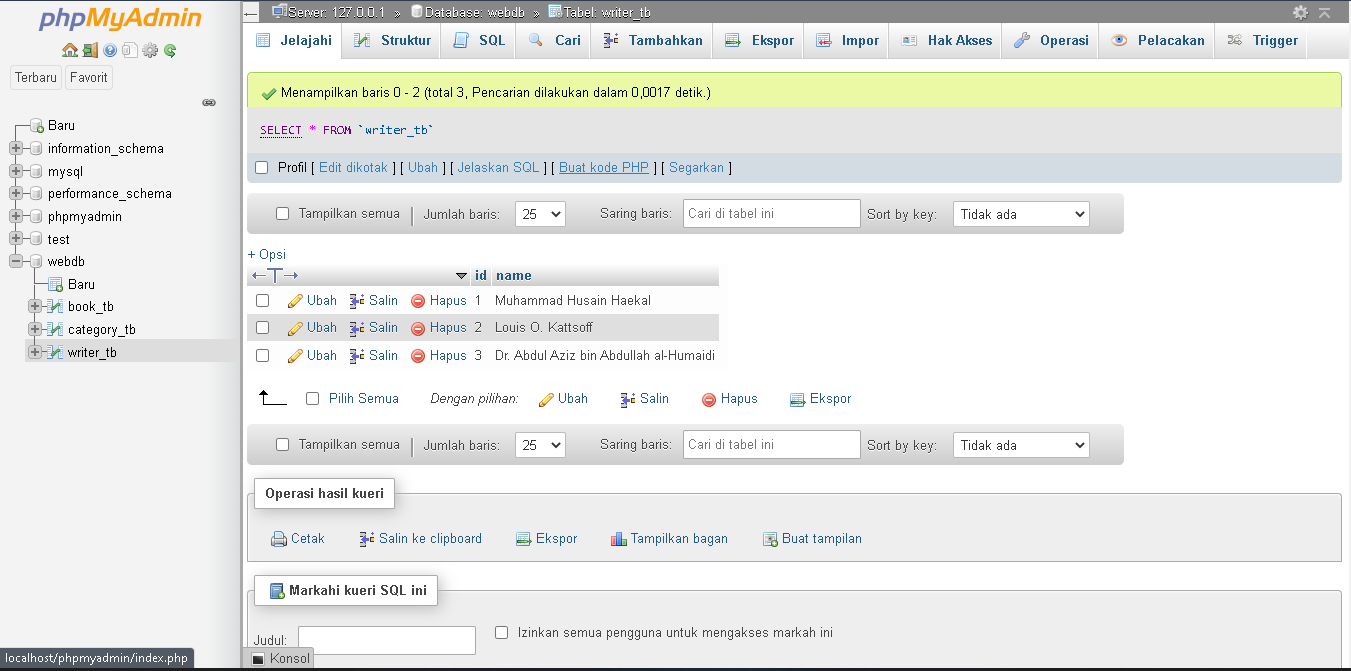 phpMyAdmin
Terbaru Favorit
Baru
information_schema
mysql
performance_schema
phpmyadmin
test
webdb
Baru
book_tb
category_tb
writer_tb
localhost/phpmyadmin/index.php
Server: 127.0.0.1 » Database: webdb » Tabel: writer_tb
Jelajahi Struktur SQL Cari Tambahkan Ekspor Impor Hak Akses Operasi Pelacakan Trigger
Menampilkan baris 0 - 2 (total 3, Pencarian dilakukan dalam 0,0017 detik.)
SELECT * FROM `writer_tb`
Profil [ Edit dikotak ] [ Ubah ] [ Jelaskan SQL ] [ Buat kode PHP ] [ Segarkan ]
Tampilkan semua | Jumlah baris: 25 Saring baris: Cari di tabel ini Sort by key: Tidak ada
+ Opsi
←T→ id name
Ubah Salin Hapus 1 Muhammad Husain Haekal
Ubah Salin Hapus 2 Louis O. Kattsoff
Ubah Salin Hapus 3 Dr. Abdul Aziz bin Abdullah al-Humaidi
Pilih Semua Dengan pilihan: Ubah Salin Hapus Ekspor
Tampilkan semua | Jumlah baris: 25 Saring baris: Cari di tabel ini Sort by key: Tidak ada
Operasi hasil kueri
Cetak Salin ke clipboard Ekspor Tampilkan bagan Buat tampilan
Markahi kueri SQL ini
Judul: Izinkan semua pengguna untuk mengakses markah ini
Konsol